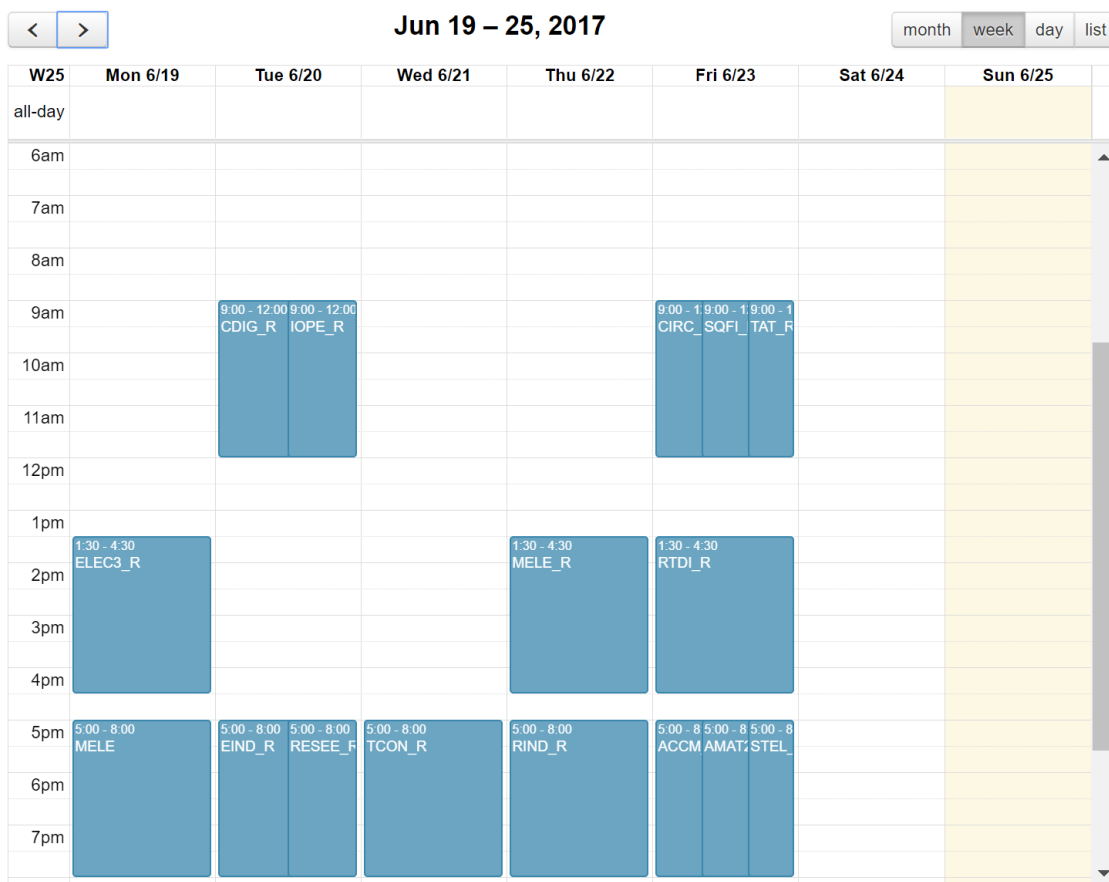 Jun 19 – 25, 2017
month week day list
W25 Mon 6/19 Tue 6/20 Wed 6/21 Thu 6/22 Fri 6/23 Sat 6/24 Sun 6/25
all-day
6am
7am
8am
9am
9:00 - 12:00
CDIG_R
9:00 - 12:00
IOPE_R
9:00 - 1
CIRC_
9:00 - 1
SQFI_
9:00 - 1
TAT_R
10am
11am
12pm
1pm
1:30 - 4:30
ELEC3_R
1:30 - 4:30
MELE_R
1:30 - 4:30
RTDI_R
2pm
3pm
4pm
5pm
5:00 - 8:00
MELE
5:00 - 8:00
EIND_R
5:00 - 8:00
RESEE_R
5:00 - 8:00
TCON_R
5:00 - 8:00
RIND_R
5:00 - 8
ACCM
5:00 - 8
AMAT2
5:00 - 8
STEL_
6pm
7pm